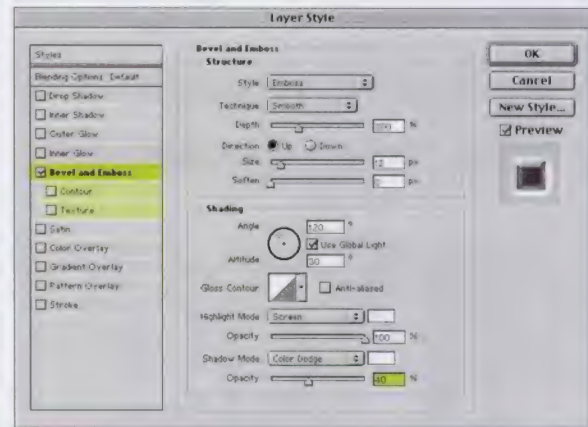 Layer Style
Styles
Blending Options: Default
Drop Shadow
Inner Shadow
Outer Glow
Inner Glow
Bevel and Emboss
Contour
Texture
Satin
Color Overlay
Gradient Overlay
Pattern Overlay
Stroke
Bevel and Emboss
Structure
Style Emboss
Technique Smooth
Depth %
Direction Up Down
Size 12 px
Soften px
Shading
Angle 120 °
Use Global Light
Altitude 30 °
Gloss Contour Anti-aliased
Highlight Mode Screen
Opacity 100 %
Shadow Mode Color Dodge
Opacity 40 %
OK
Cancel
New Style...
Preview